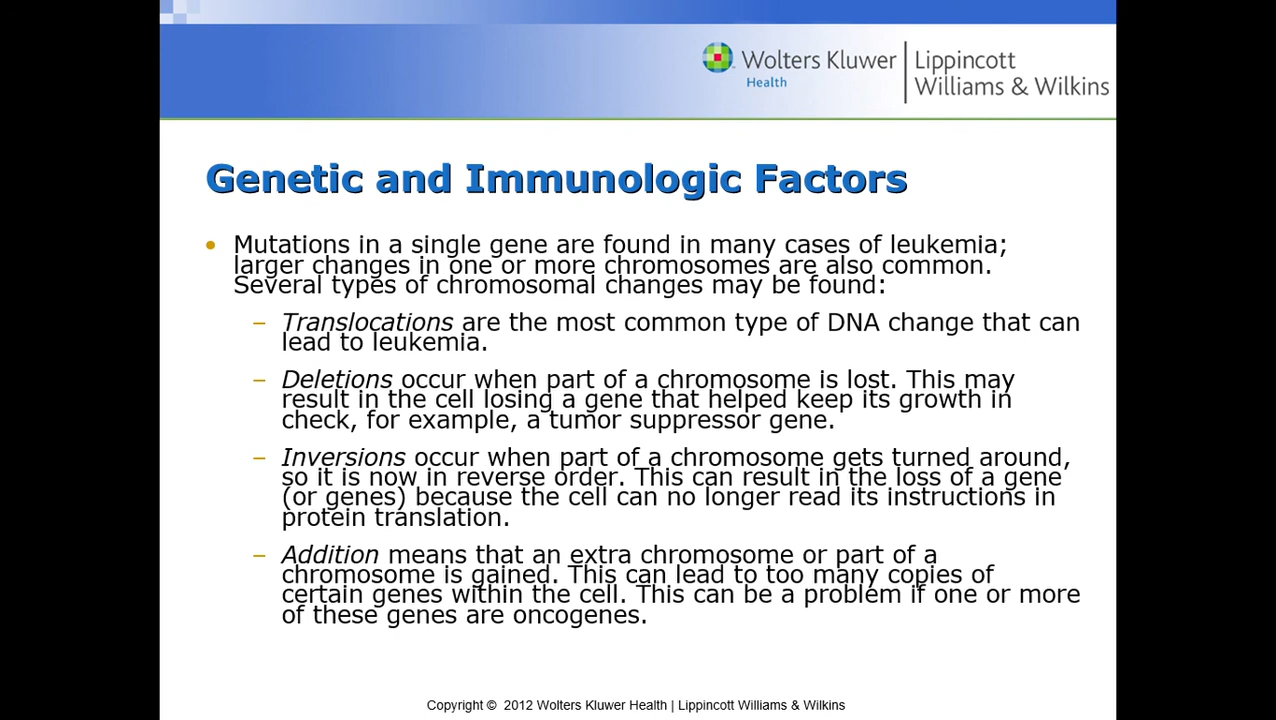 Wolters Kluwer
Health
Lippincott
Williams & Wilkins
Genetic and Immunologic Factors
• Mutations in a single gene are found in many cases of leukemia;
larger changes in one or more chromosomes are also common.
Several types of chromosomal changes may be found:
– Translocations are the most common type of DNA change that can
lead to leukemia.
– Deletions occur when part of a chromosome is lost. This may
result in the cell losing a gene that helped keep its growth in
check, for example, a tumor suppressor gene.
– Inversions occur when part of a chromosome gets turned around,
so it is now in reverse order. This can result in the loss of a gene
(or genes) because the cell can no longer read its instructions in
protein translation.
– Addition means that an extra chromosome or part of a
chromosome is gained. This can lead to too many copies of
certain genes within the cell. This can be a problem if one or more
of these genes are oncogenes.
Copyright © 2012 Wolters Kluwer Health | Lippincott Williams & Wilkins